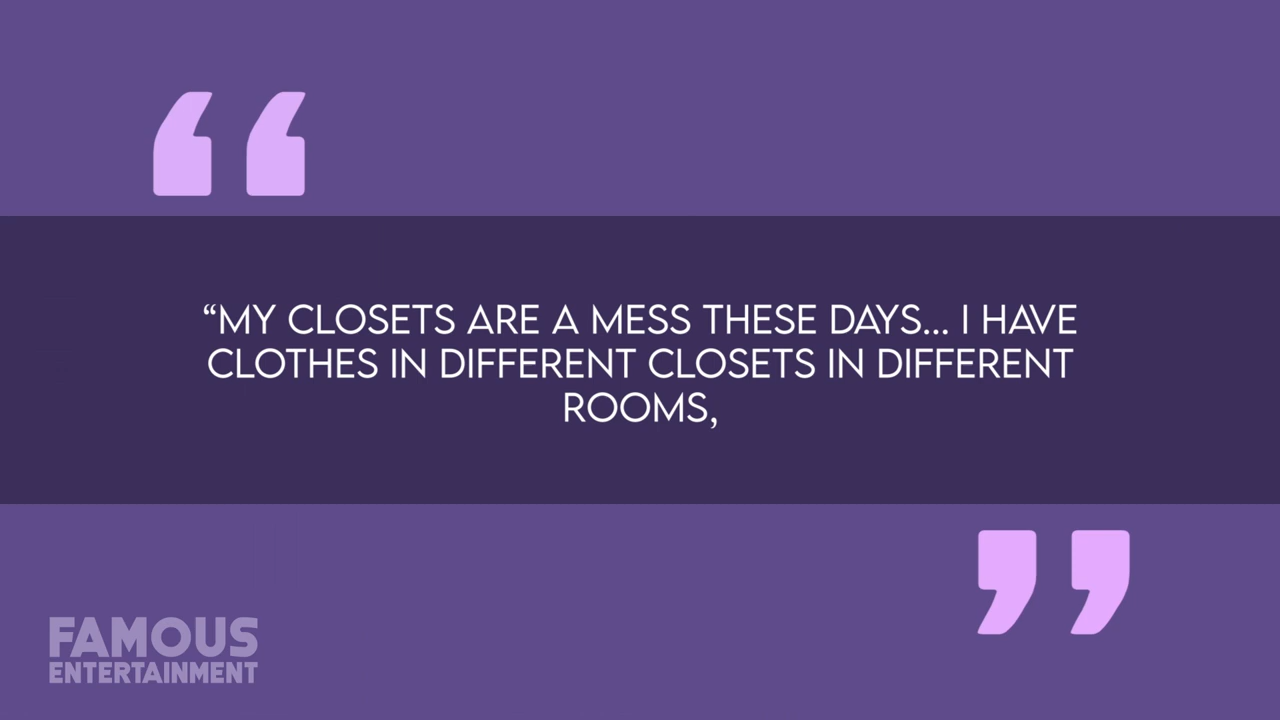 “MY CLOSETS ARE A MESS THESE DAYS... I HAVE
CLOTHES IN DIFFERENT CLOSETS IN DIFFERENT
ROOMS,
FAMOUS
ENTERTAINMENT